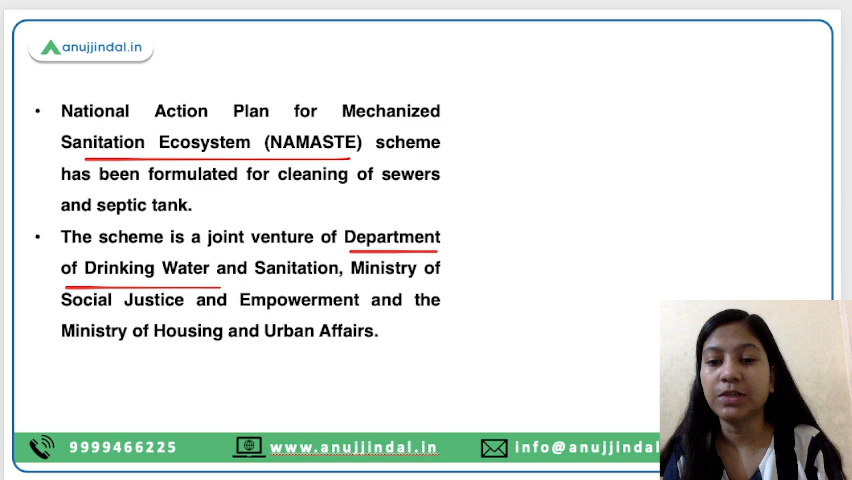 anujjindal.in
• National Action Plan for Mechanized
Sanitation Ecosystem (NAMASTE) scheme
has been formulated for cleaning of sewers
and septic tank.
• The scheme is a joint venture of Department
of Drinking Water and Sanitation, Ministry of
Social Justice and Empowerment and the
Ministry of Housing and Urban Affairs.
9999466225 www.anujjindal.in info@anujjindal